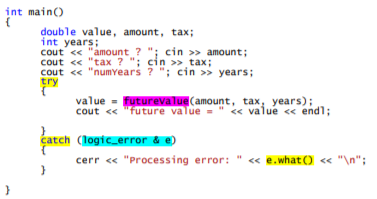 int main()
{
double value, amount, tax;
int years;
cout << "amount ? "; cin >> amount;
cout << "tax ? "; cin >> tax;
cout << "numYears ? "; cin >> years;
try
{
value = futureValue(amount, tax, years);
cout << "future value = " << value << endl;
}
catch (logic_error & e)
{
cerr << "Processing error: " << e.what() << "\n";
}
}